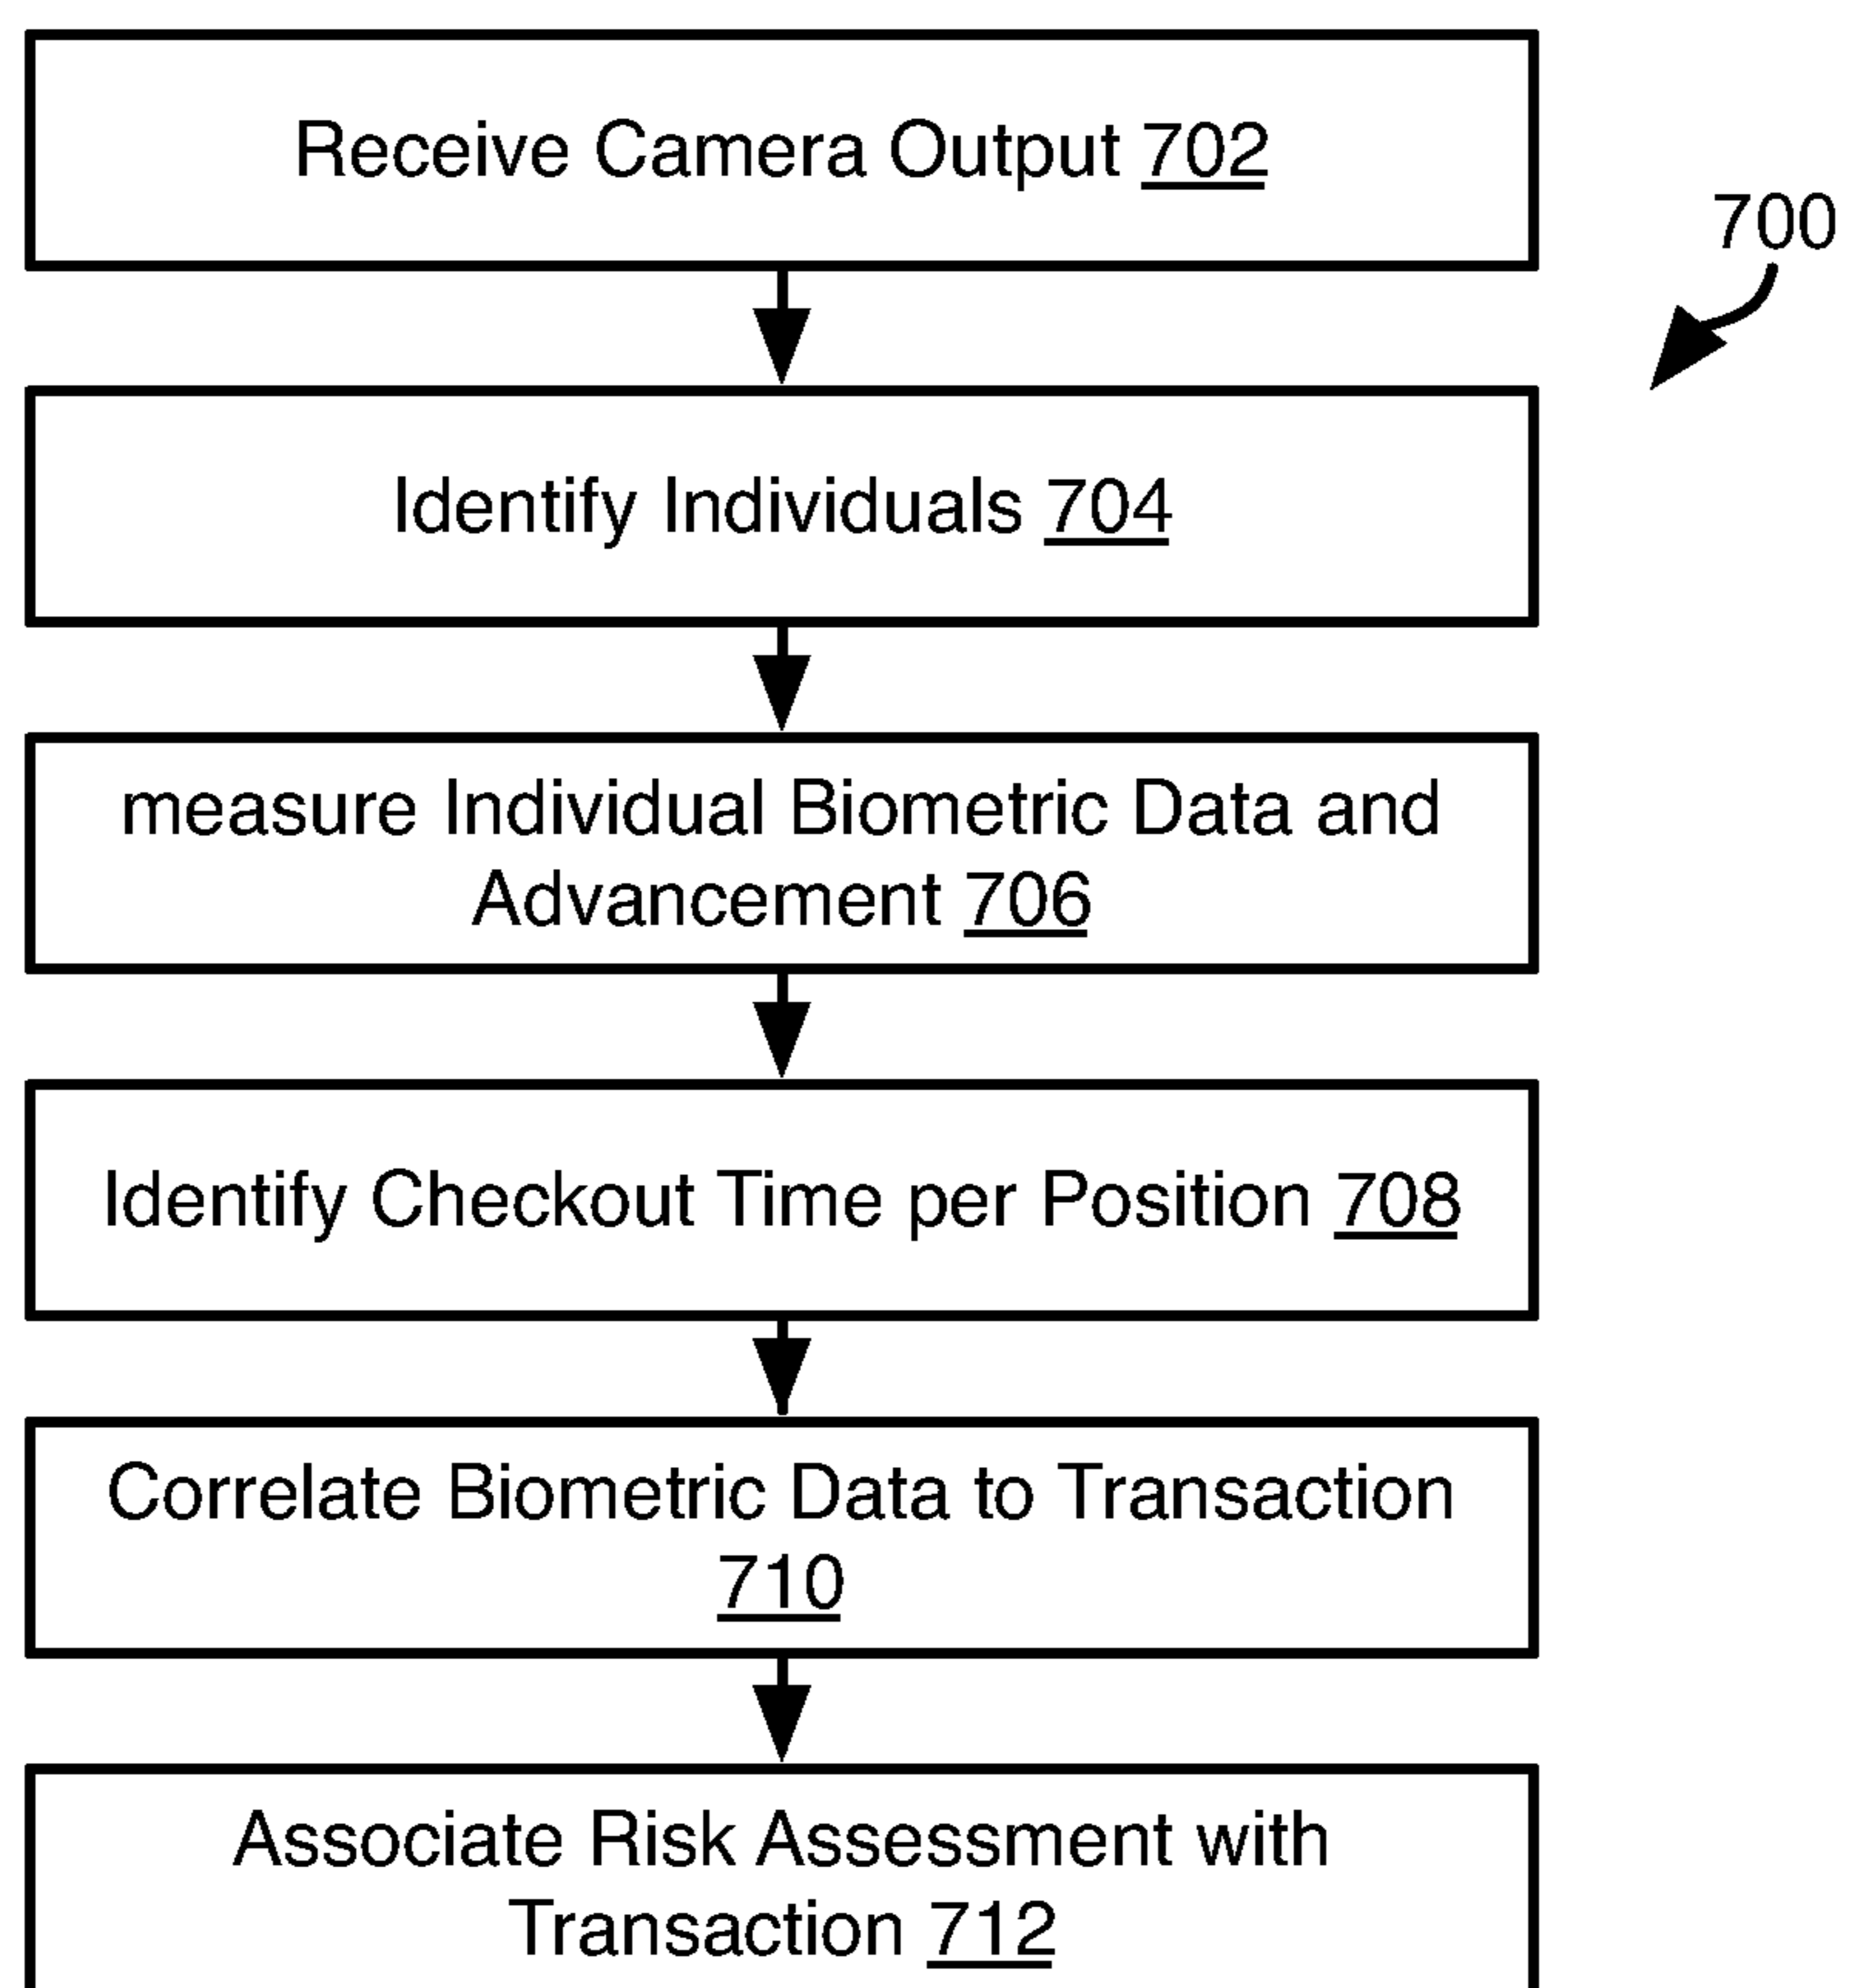 Receive Camera Output 702
700
Identify Individuals 704
measure Individual Biometric Data and
Advancement 706
Identify Checkout Time per Position 708
Correlate Biometric Data to Transaction
710
Associate Risk Assessment with
Transaction 712